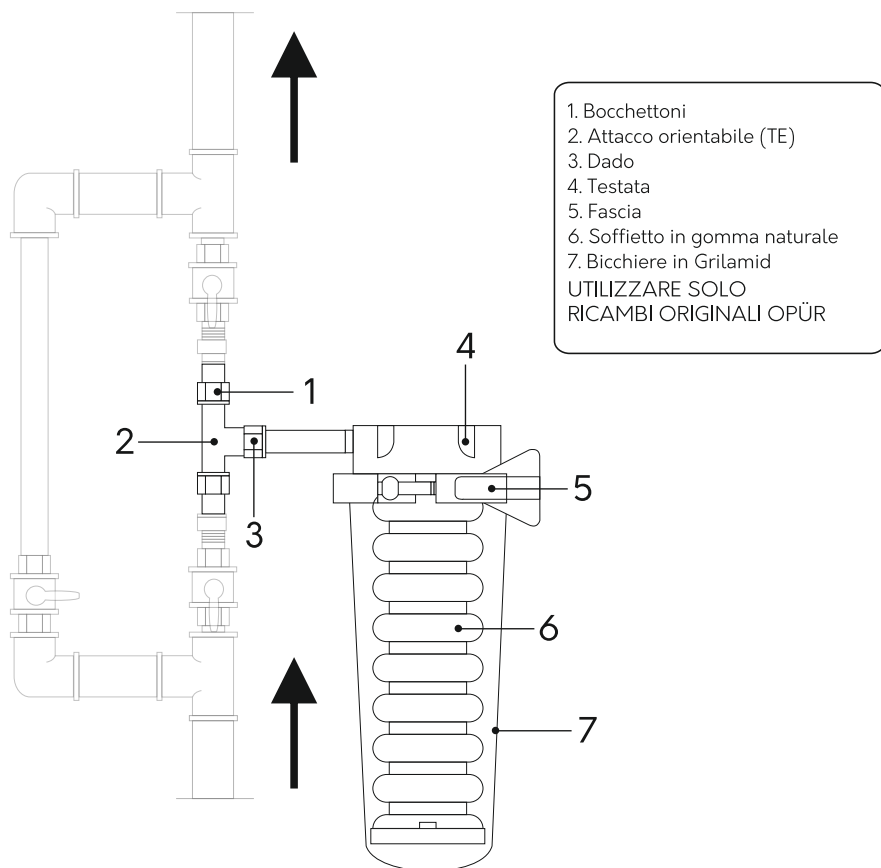 1. Bocchettoni
2. Attacco orientabile (TE)
3. Dado
4. Testata
5. Fascia
6. Soffietto in gomma naturale
7. Bicchiere in Grilamid
UTILIZZARE SOLO
RICAMBI ORIGINALI OPÜR
4
1
2
5
3
6
7